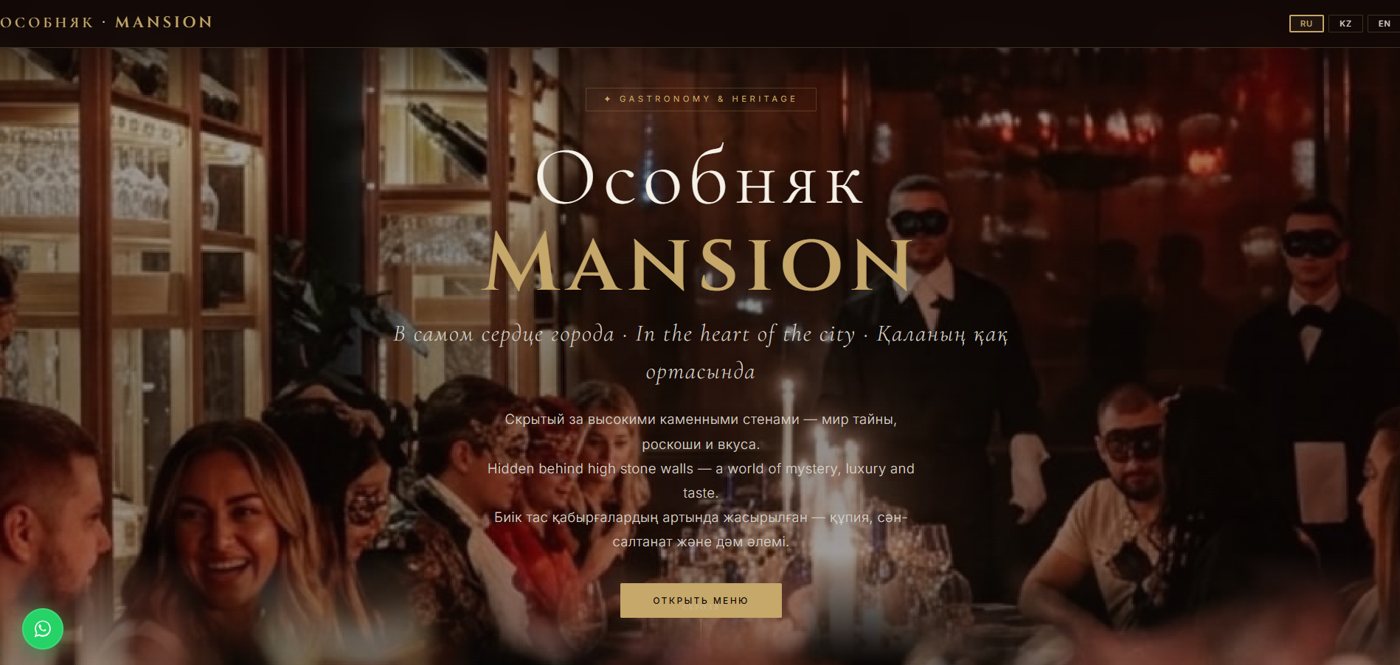 ОСОБНЯК · MANSION
RU KZ EN
✦ GASTRONOMY & HERITAGE
Особняк
MANSION
В самом сердце города · In the heart of the city · Қаланың қақ
ортасында
Скрытый за высокими каменными стенами — мир тайны,
роскоши и вкуса.
Hidden behind high stone walls — a world of mystery, luxury and
taste.
Биік тас қабырғалардың артында жасырылған — құпия, сән-
салтанат және дәм әлемі.
ОТКРЫТЬ МЕНЮ